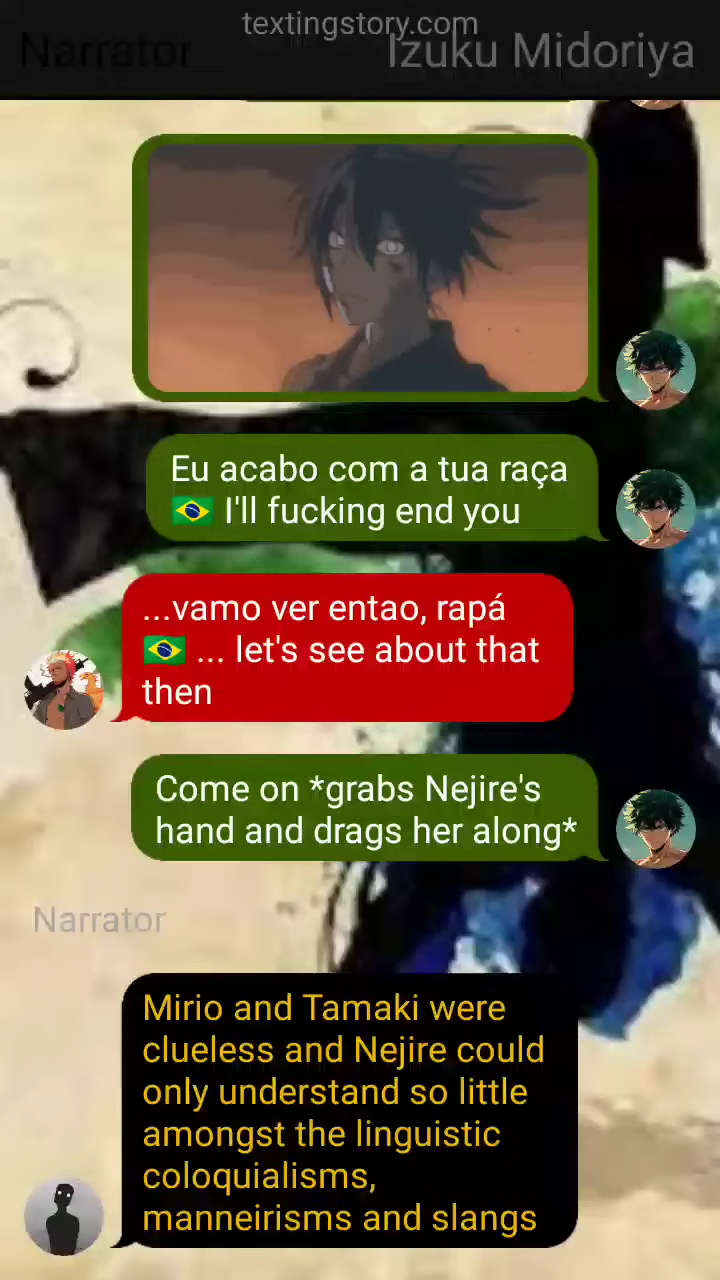 textingstory.com
Narrator
Izuku Midoriya
Eu acabo com a tua raça
🇧🇷 I'll fucking end you
...vamo ver entao, rapá
🇧🇷 ... let's see about that
then
Come on *grabs Nejire's
hand and drags her along*
Narrator
Mirio and Tamaki were
clueless and Nejire could
only understand so little
amongst the linguistic
coloquialisms,
manneirisms and slangs